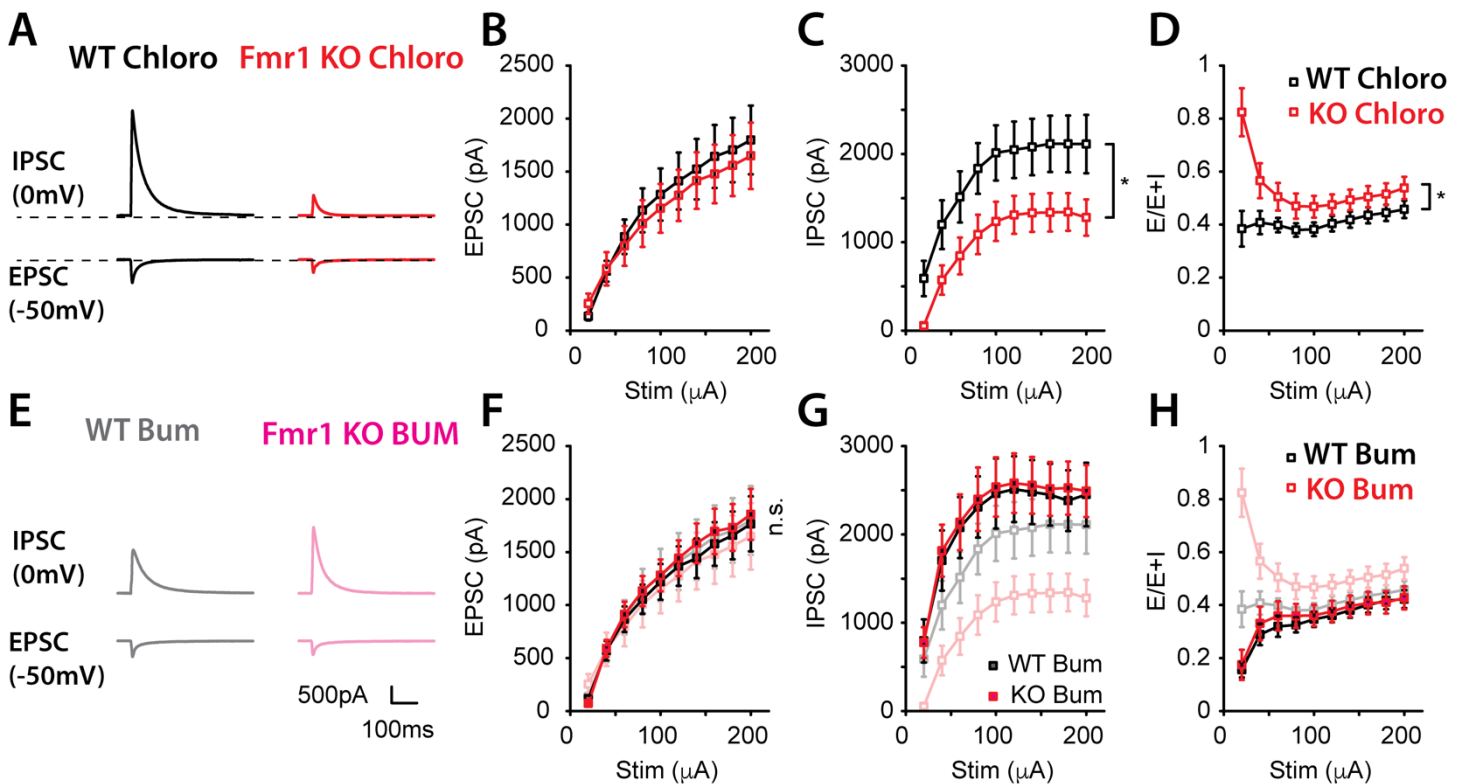 A
WT Chloro
Fmr1 KO Chloro
IPSC
(0mV)
EPSC
(-50mV)
B
2500
2000
1500
1000
500
0
EPSC (pA)
0
100
200
Stim (μA)
C
3000
2000
1000
0
IPSC (pA)
*
0
100
200
Stim (μA)
D
1
0.8
0.6
0.4
0.2
0
E/E+I
WT Chloro
KO Chloro
*
0
100
200
Stim (μA)
E
WT Bum
Fmr1 KO BUM
IPSC
(0mV)
EPSC
(-50mV)
500pA
100ms
F
2500
2000
1500
1000
500
0
EPSC (pA)
n.s.
0
100
200
Stim (μA)
G
3000
2000
1000
0
IPSC (pA)
WT Bum
KO Bum
0
100
200
Stim (μA)
H
1
0.8
0.6
0.4
0.2
0
E/E+I
WT Bum
KO Bum
0
100
200
Stim (μA)